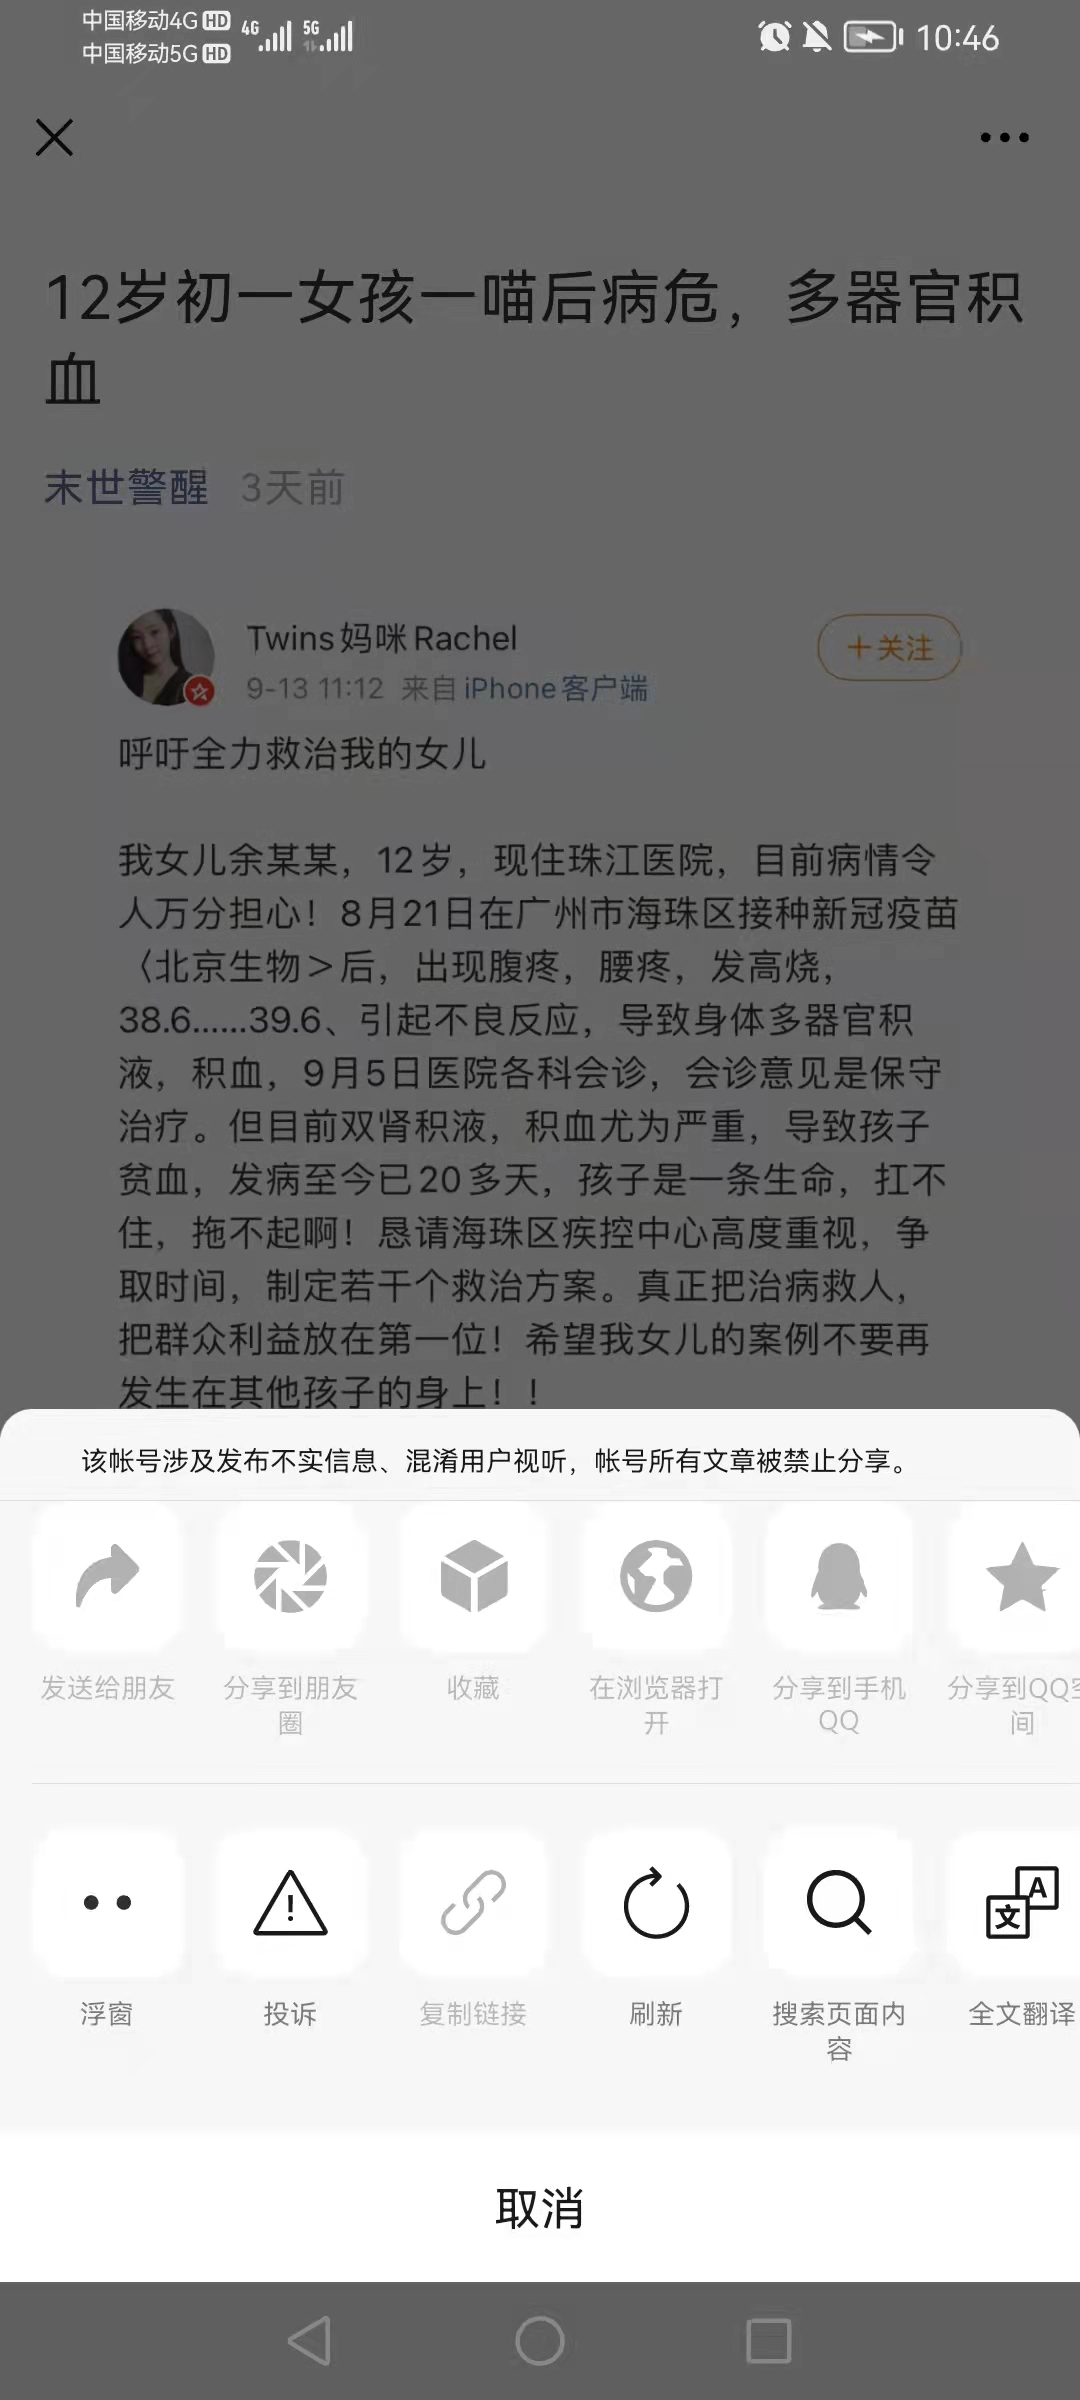 中国移动4G HD 4G 5G 10:46
中国移动5G HD
12岁初一女孩一喵后病危，多器官积
血
末世警醒 3天前
Twins妈咪Rachel
+关注
9-13 11:12 来自 iPhone客户端
呼吁全力救治我的女儿
我女儿余某某，12岁，现住珠江医院，目前病情令
人万分担心！8月21日在广州市海珠区接种新冠疫苗
〈北京生物＞后，出现腹疼，腰疼，发高烧，
38.6......39.6、引起不良反应，导致身体多器官积
液，积血，9月5日医院各科会诊，会诊意见是保守
治疗。但目前双肾积液，积血尤为严重，导致孩子
贫血，发病至今已20多天，孩子是一条生命，扛不
住，拖不起啊！恳请海珠区疾控中心高度重视，争
取时间，制定若干个救治方案。真正把治病救人，
把群众利益放在第一位！希望我女儿的案例不要再
发生在其他孩子的身上！！
该帐号涉及发布不实信息、混淆用户视听，帐号所有文章被禁止分享。
发送给朋友
分享到朋友
圈
收藏
在浏览器打
开
分享到手机
QQ
分享到QQ空
间
浮窗
投诉
复制链接
刷新
搜索页面内
容
文 A
全文翻译
取消